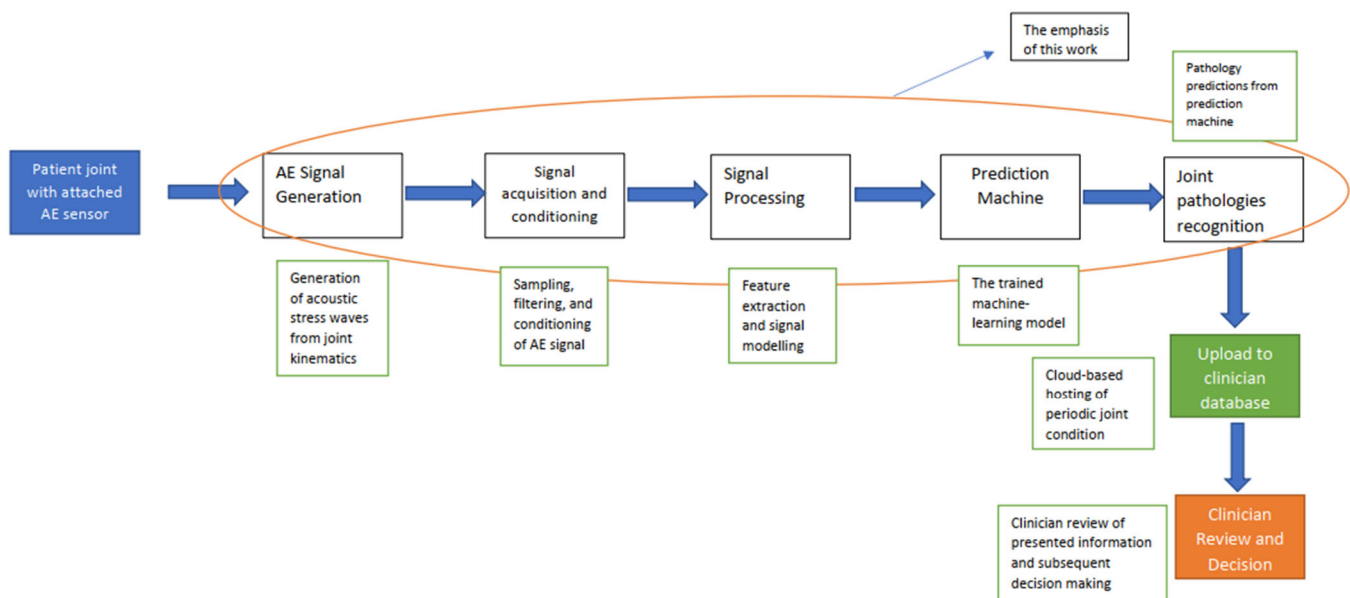 The emphasis
of this work
Pathology
predictions from
prediction
machine
Patient joint
with attached
AE sensor
AE Signal
Generation
Signal
acquisition and
conditioning
Signal
Processing
Prediction
Machine
Joint
pathologies
recognition
Generation
of acoustic
stress waves
from joint
kinematics
Sampling,
filtering, and
conditioning
of AE signal
Feature
extraction
and signal
modelling
The trained
machine-
learning model
Cloud-based
hosting of
periodic joint
condition
Upload to
clinician
database
Clinician review of
presented information
and subsequent
decision making
Clinician
Review and
Decision